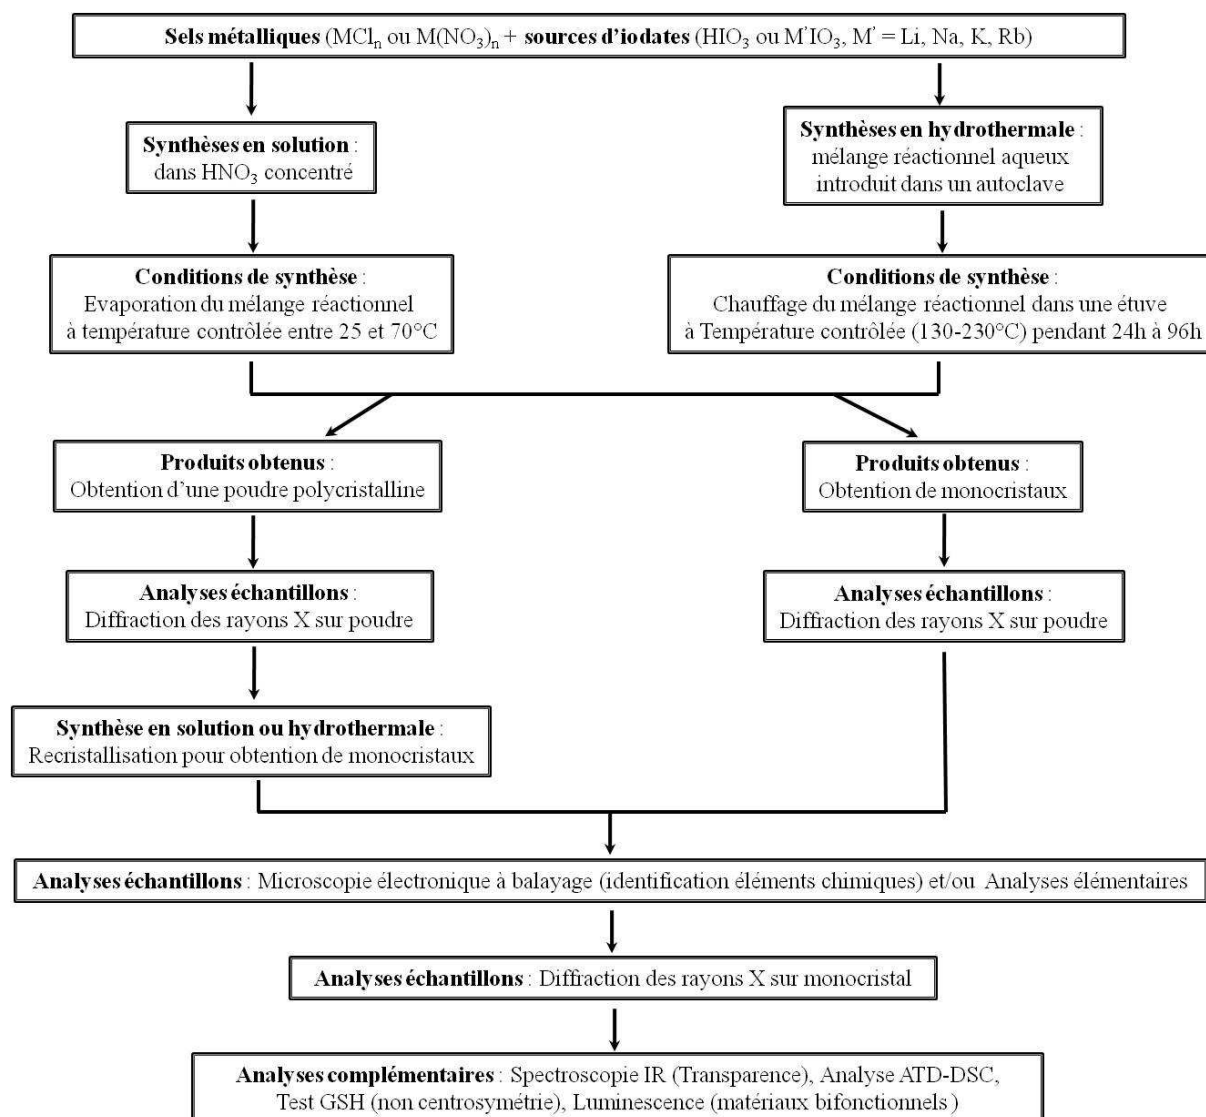 Sels métalliques (MClₙ ou M(NO₃)ₙ + sources d'iodates (HIO₃ ou M'IO₃, M' = Li, Na, K, Rb)
Synthèses en solution :
dans HNO₃ concentré
Synthèses en hydrothermale :
mélange réactionnel aqueux
introduit dans un autoclave
Conditions de synthèse :
Evaporation du mélange réactionnel
à température contrôlée entre 25 et 70°C
Conditions de synthèse :
Chauffage du mélange réactionnel dans une étuve
à Température contrôlée (130-230°C) pendant 24h à 96h
Produits obtenus :
Obtention d'une poudre polycristalline
Produits obtenus :
Obtention de monocristaux
Analyses échantillons :
Diffraction des rayons X sur poudre
Analyses échantillons :
Diffraction des rayons X sur poudre
Synthèse en solution ou hydrothermale :
Recristallisation pour obtention de monocristaux
Analyses échantillons : Microscopie électronique à balayage (identification éléments chimiques) et/ou Analyses élémentaires
Analyses échantillons : Diffraction des rayons X sur monocristal
Analyses complémentaires : Spectroscopie IR (Transparence), Analyse ATD-DSC,
Test GSH (non centrosymétrie), Luminescence (matériaux bifonctionnels )